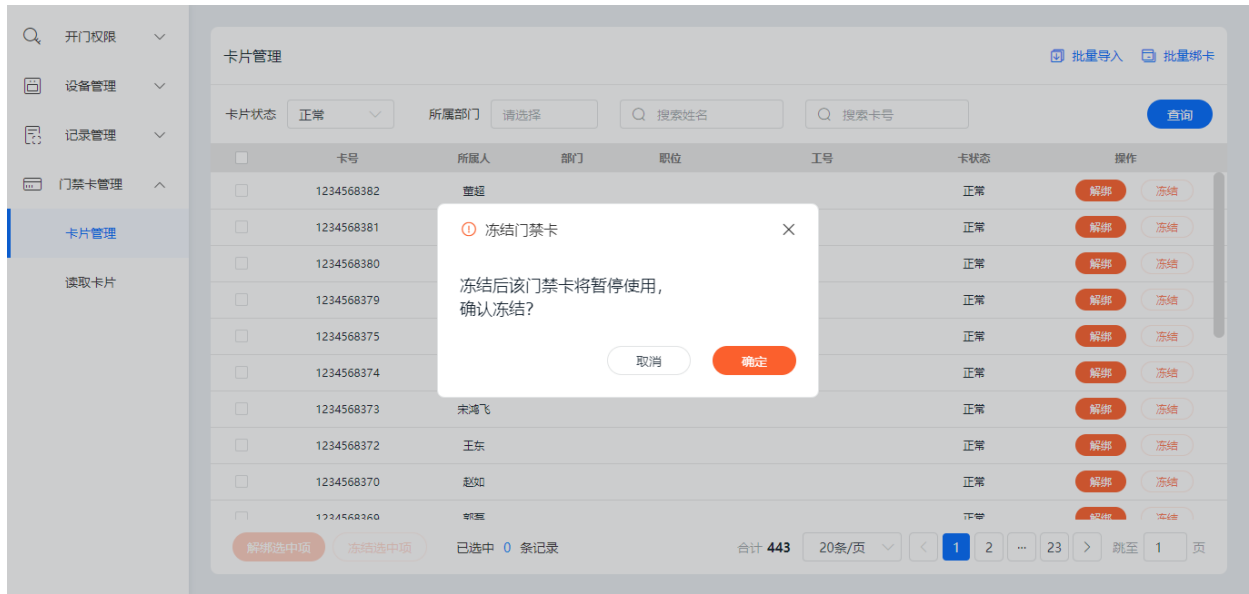 开门权限
设备管理
记录管理
门禁卡管理
卡片管理
读取卡片
卡片管理 批量导入 批量绑卡
卡片状态 正常 所属部门 请选择 搜索姓名 搜索卡号 查询
卡号 所属人 部门 职位 工号 卡状态 操作
1234568382 董超 正常 解绑 冻结
1234568381 正常 解绑 冻结
1234568380 正常 解绑 冻结
1234568379 正常 解绑 冻结
1234568375 正常 解绑 冻结
1234568374 正常 解绑 冻结
1234568373 宋鸿飞 正常 解绑 冻结
1234568372 王东 正常 解绑 冻结
1234568370 赵如 正常 解绑 冻结
1234568369 郭磊 正常 解绑 冻结
冻结门禁卡
冻结后该门禁卡将暂停使用,
确认冻结?
取消 确定
解绑选中项 冻结选中项 已选中 0 条记录 合计 443 20条/页 1 2 ··· 23 跳至 1 页